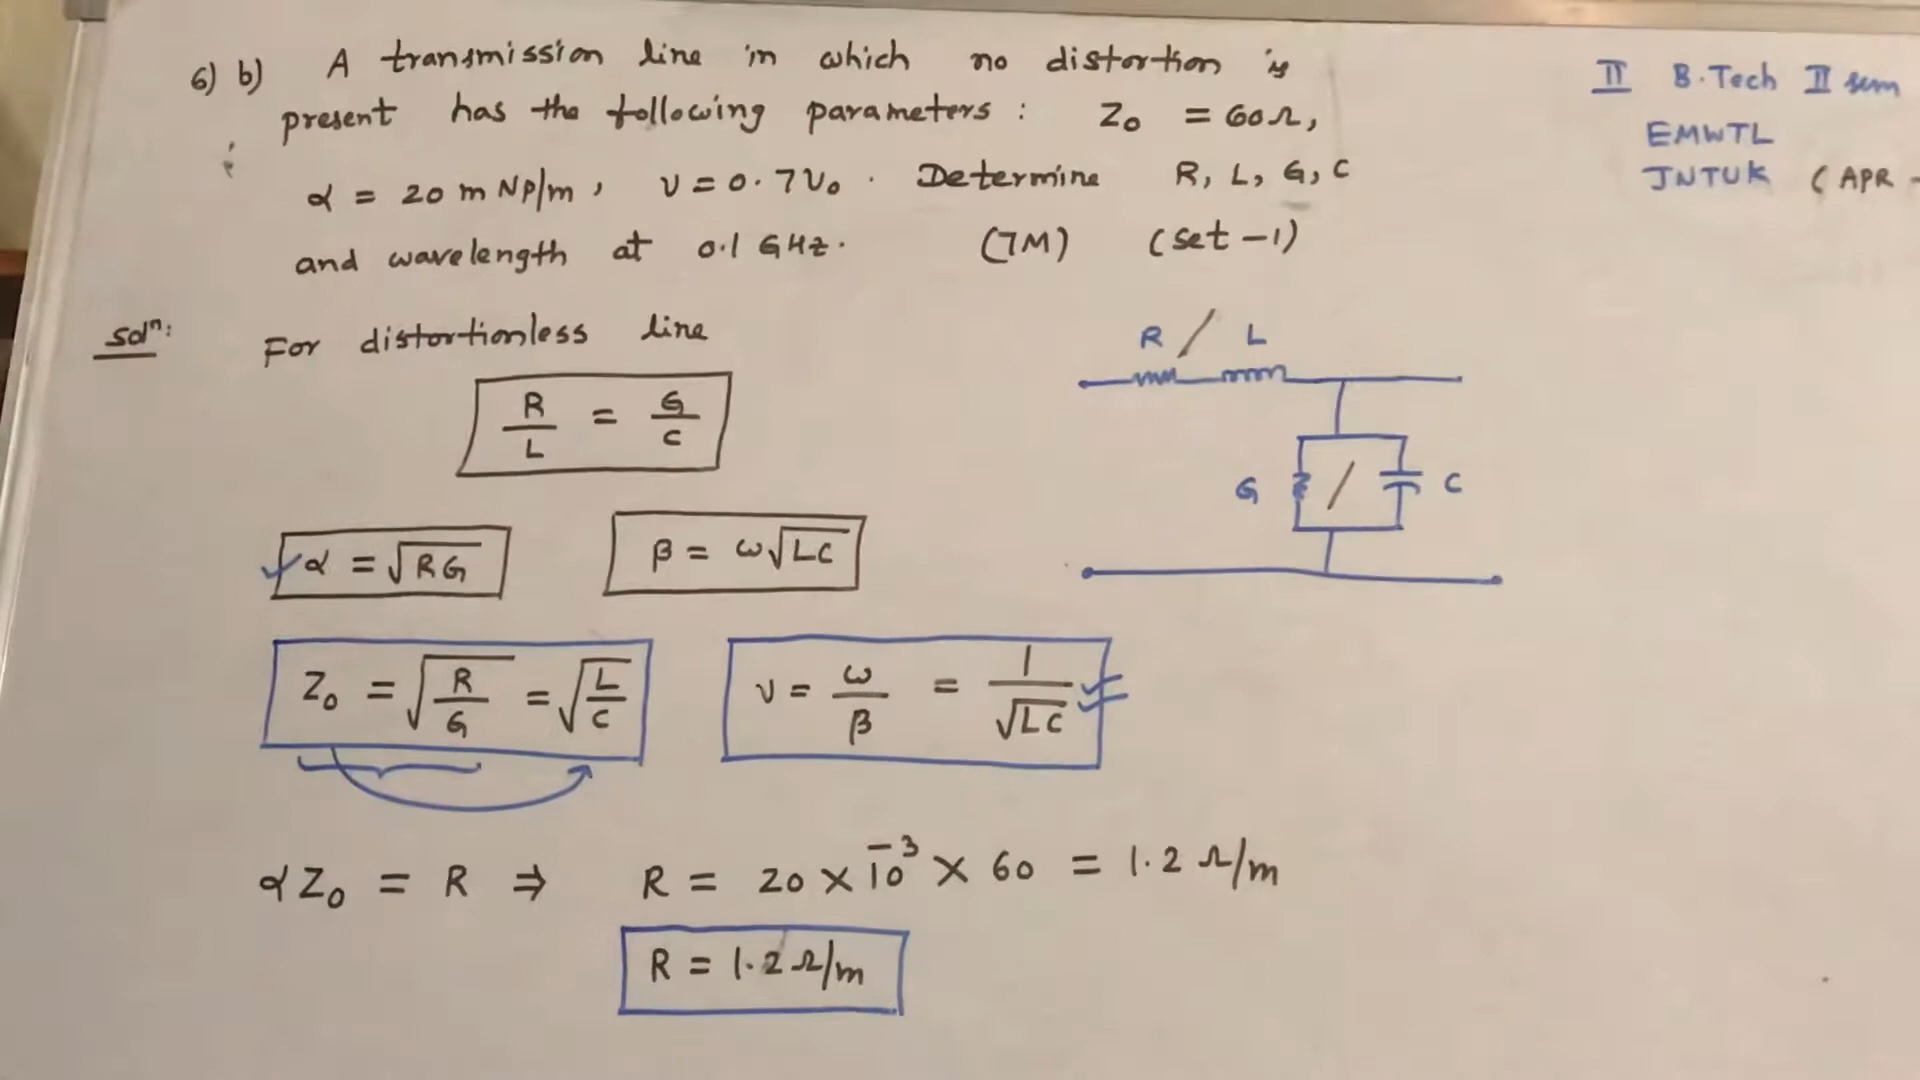 6) b) A transmission line in which no distortion is
present has the following parameters : Z₀ = 60Ω,
α = 20 m Np/m, v = 0.7v₀. Determine R, L, G, C
and wavelength at 0.1 GHz. (7M) (set-1)
II B.Tech II sem
EMWTL
JNTUK (APR -
Solⁿ: For distortionless line
R/L = G/C
α = √RG
β = ω√LC
Z₀ = √(R/G) = √(L/C)
v = ω/β = 1/√LC
R / L
G / C
αZ₀ = R ⇒ R = 20 × 10⁻³ × 60 = 1.2 Ω/m
R = 1.2 Ω/m